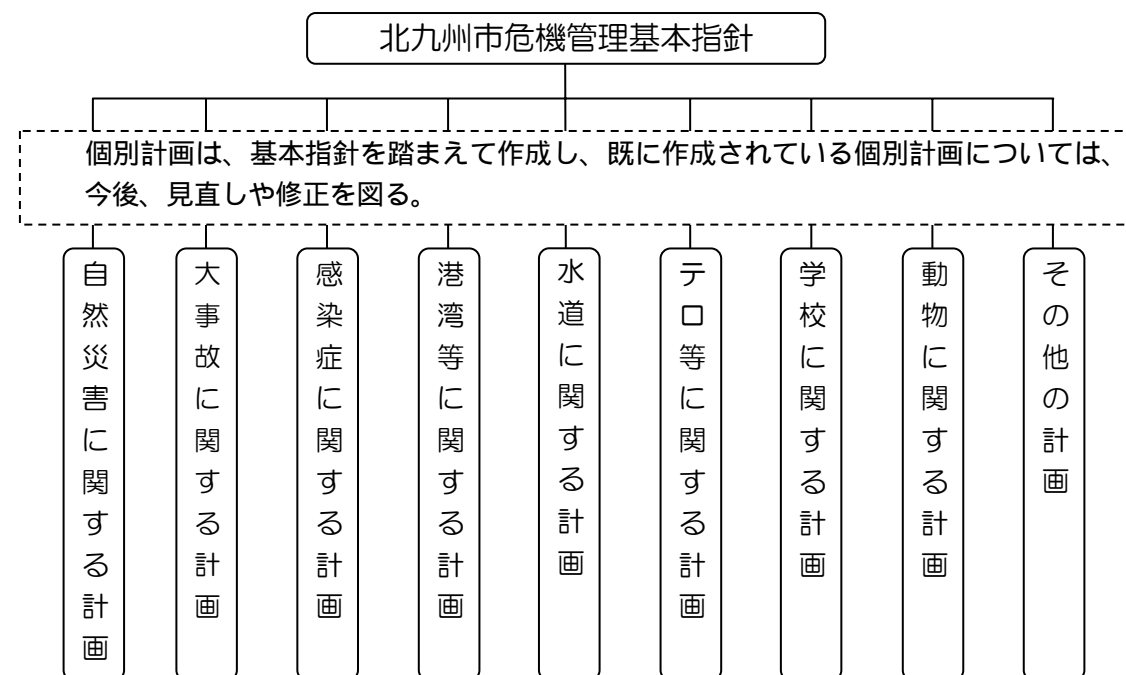 北九州市危機管理基本指針
個別計画は、基本指針を踏まえて作成し、既に作成されている個別計画については、
今後、見直しや修正を図る。
自然災害に関する計画
大事故に関する計画
感染症に関する計画
港湾等に関する計画
水道に関する計画
テロ等に関する計画
学校に関する計画
動物に関する計画
その他の計画